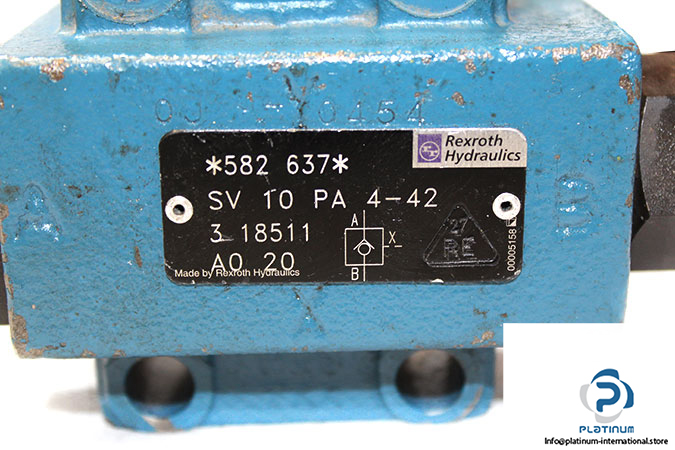 Rexroth
Hydraulics
*582 637*
SV 10 PA 4-42
3 18511
AO 20
A
X
B
27
RE
00005158
Made by Rexroth Hydraulics
A
B
PLATINUM
Info@platinum-international.store